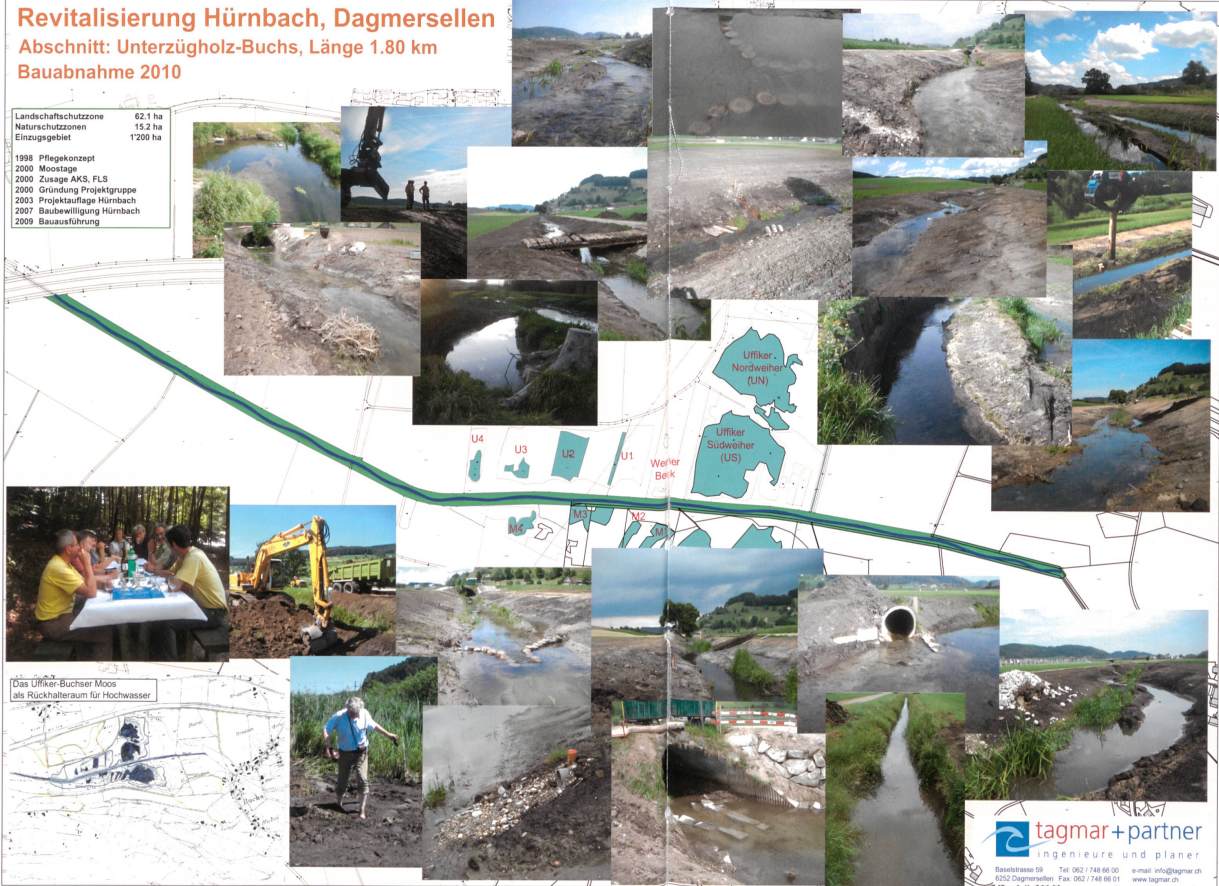 Revitalisierung Hürnbach, Dagmersellen
Abschnitt: Unterzügholz-Buchs, Länge 1.80 km
Bauabnahme 2010
Landschaftschutzzone 62.1 ha
Naturschutzzonen 15.2 ha
Einzugsgebiet 1'200 ha
1998 Pflegekonzept
2000 Moostage
2000 Zusage AKS, FLS
2000 Gründung Projektgruppe
2003 Projektauflage Hürnbach
2007 Baubewilligung Hürnbach
2009 Bauausführung
Uffiker
Nordweiher
(UN)
Uffiker
Südweiher
(US)
U4
U3
U2
U1
M4
M3
M2
M1
Das Uffiker-Buchser Moos
als Rückhalteraum für Hochwasser
tagmar+partner
ingenieure und planer
Baselstrasse 59 Tel. 062 / 748 66 00 e-mail: info@tagmar.ch
6252 Dagmersellen Fax 062 / 748 66 01 www.tagmar.ch